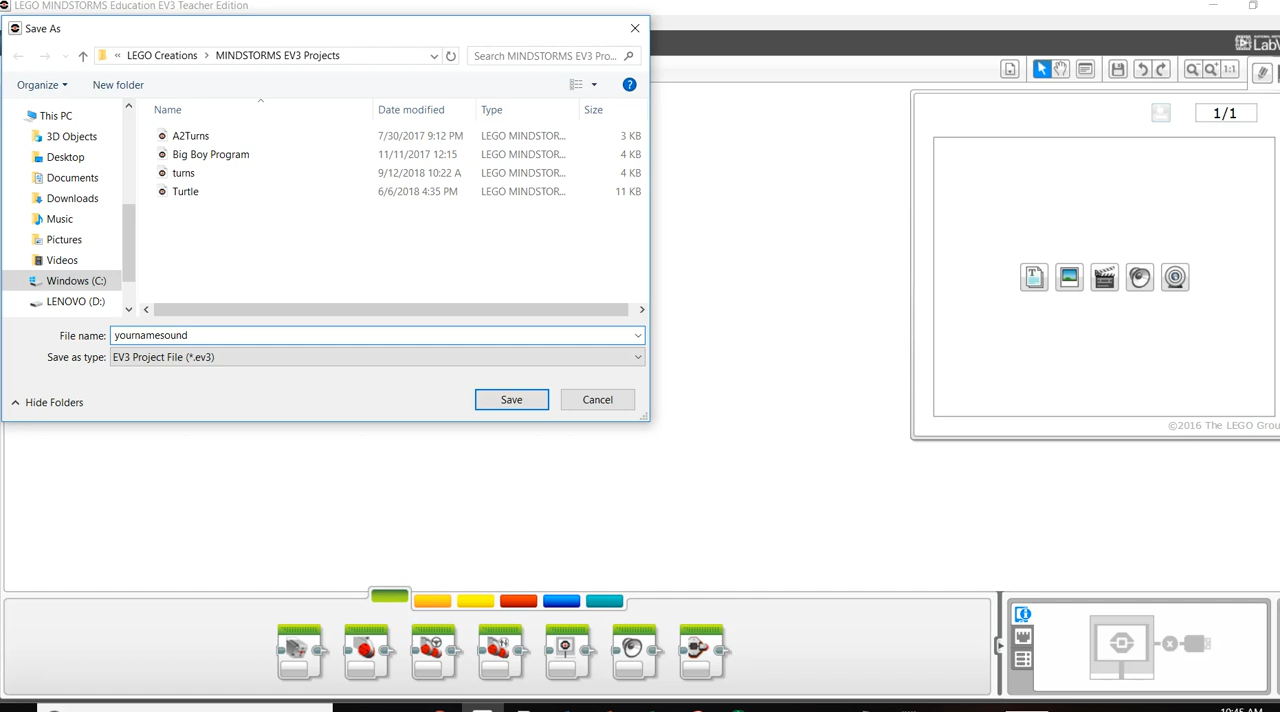 LEGO MINDSTORMS Education EV3 Teacher Edition
Save As
« LEGO Creations > MINDSTORMS EV3 Projects
Search MINDSTORMS EV3 Pro...
Organize
New folder
?
This PC
3D Objects
Desktop
Documents
Downloads
Music
Pictures
Videos
Windows (C:)
LENOVO (D:)
Name Date modified Type Size
A2Turns 7/30/2017 9:12 PM LEGO MINDSTOR... 3 KB
Big Boy Program 11/11/2017 12:15 LEGO MINDSTOR... 4 KB
turns 9/12/2018 10:22 A LEGO MINDSTOR... 4 KB
Turtle 6/6/2018 4:35 PM LEGO MINDSTOR... 11 KB
File name: yournamesound
Save as type: EV3 Project File (*.ev3)
Hide Folders
Save
Cancel
1:1
1/1
©2016 The LEGO Grou
10:45 AM